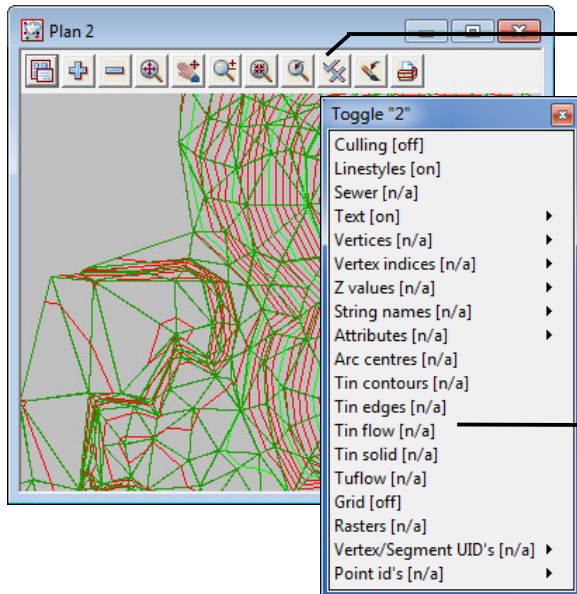 Plan 2
Toggle "2"
Culling [off]
Linestyles [on]
Sewer [n/a]
Text [on]
Vertices [n/a]
Vertex indices [n/a]
Z values [n/a]
String names [n/a]
Attributes [n/a]
Arc centres [n/a]
Tin contours [n/a]
Tin edges [n/a]
Tin flow [n/a]
Tin solid [n/a]
Tuflow [n/a]
Grid [off]
Rasters [n/a]
Vertex/Segment UID's [n/a]
Point id's [n/a]